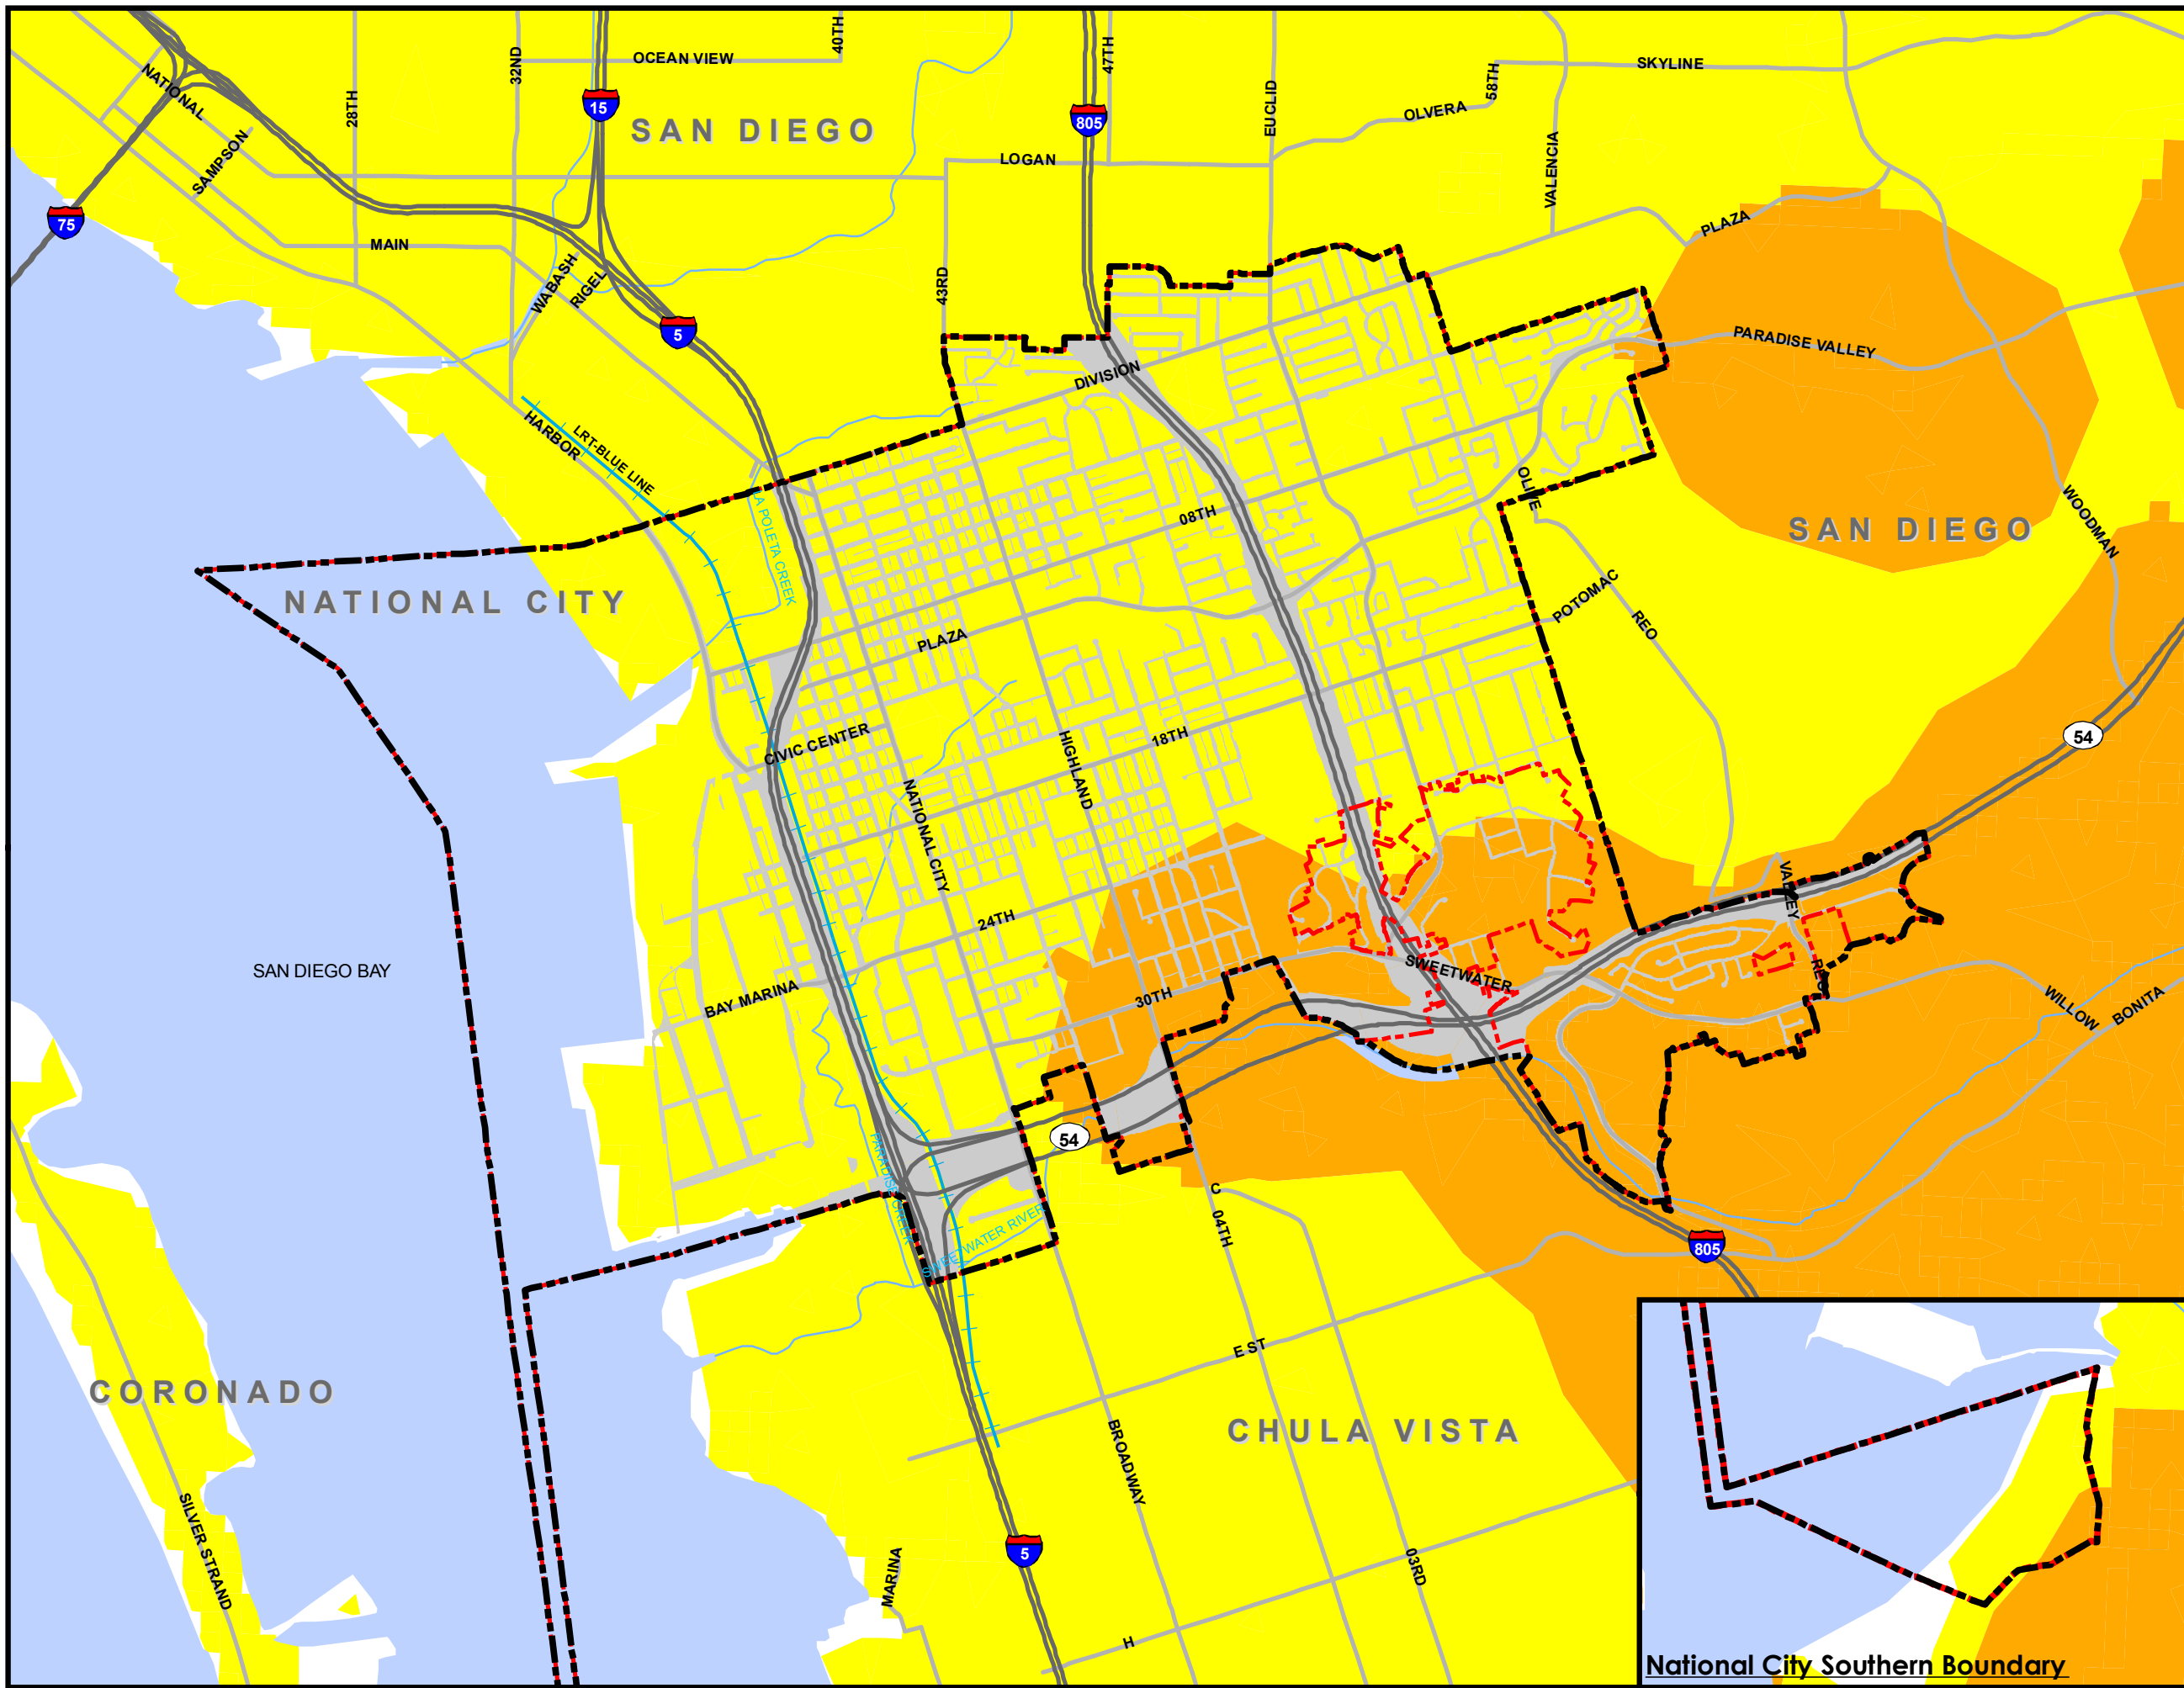 40TH
OCEAN VIEW
32ND
47TH
SKYLINE
58TH
NATIONAL
28TH
15
805
EUCLID
OLVERA
SAN DIEGO
SAMPSON
LOGAN
VALENCIA
75
PLAZA
MAIN
WABASH
RIGEL
43RD
5
PARADISE VALLEY
DIVISION
HARBOR
LRT-BLUE LINE
OLIVE
08TH
WOODMAN
SAN DIEGO
LA POLETA CREEK
NATIONAL CITY
POTOMAC
REO
PLAZA
18TH
54
CIVIC CENTER
HIGHLAND
NATIONAL CITY
VALLEY
24TH
SAN DIEGO BAY
SWEETWATER
REO
BAY MARINA
30TH
WILLOW
BONITA
54
PARADISE CREEK
C
04TH
SWEETWATER RIVER
805
E ST
CORONADO
CHULA VISTA
BROADWAY
SILVER STRAND
5
MARINA
03RD
H
National City Southern Boundary